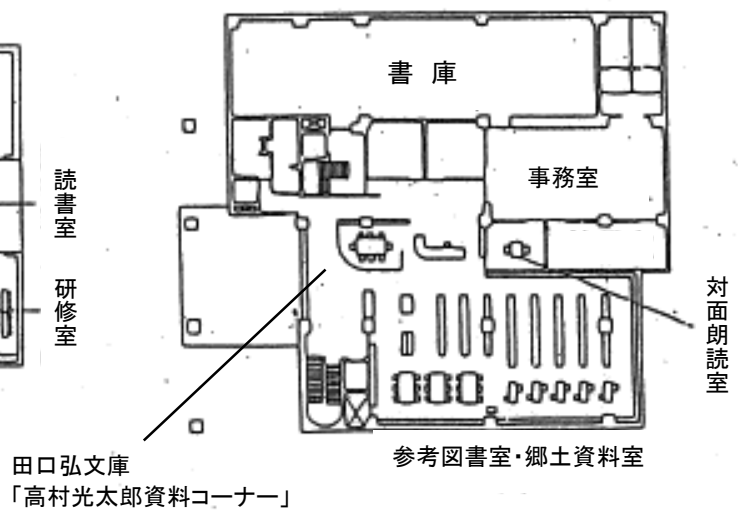 書 庫
事務室
読書室
研修室
対面朗読室
参考図書室・郷土資料室
田口弘文庫
「高村光太郎資料コーナー」